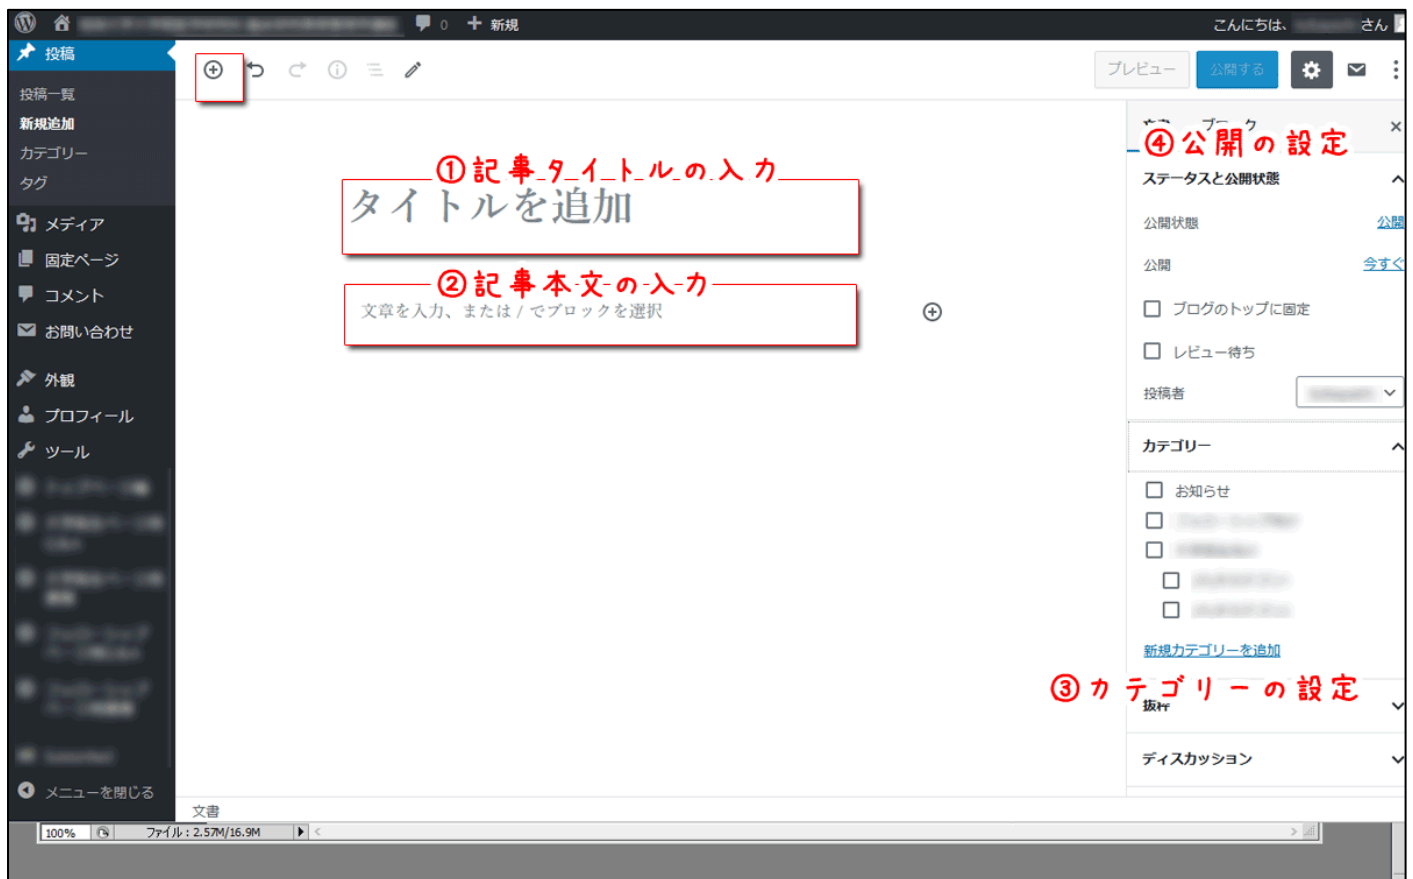 0 + 新規
こんにちは、 さん
投稿
投稿一覧
新規追加
カテゴリー
タグ
メディア
固定ページ
コメント
お問い合わせ
外観
プロフィール
ツール
メニューを閉じる
プレビュー 公開する
①記事タイトルの入力
タイトルを追加
②記事本文の入力
文章を入力、または / でブロックを選択
文書 ブロック
④公開の設定
ステータスと公開状態
公開状態 公開
公開 今すぐ
ブログのトップに固定
レビュー待ち
投稿者
カテゴリー
お知らせ
新規カテゴリーを追加
③カテゴリーの設定
抜粋
ディスカッション
文書
100% ファイル : 2.57M/16.9M